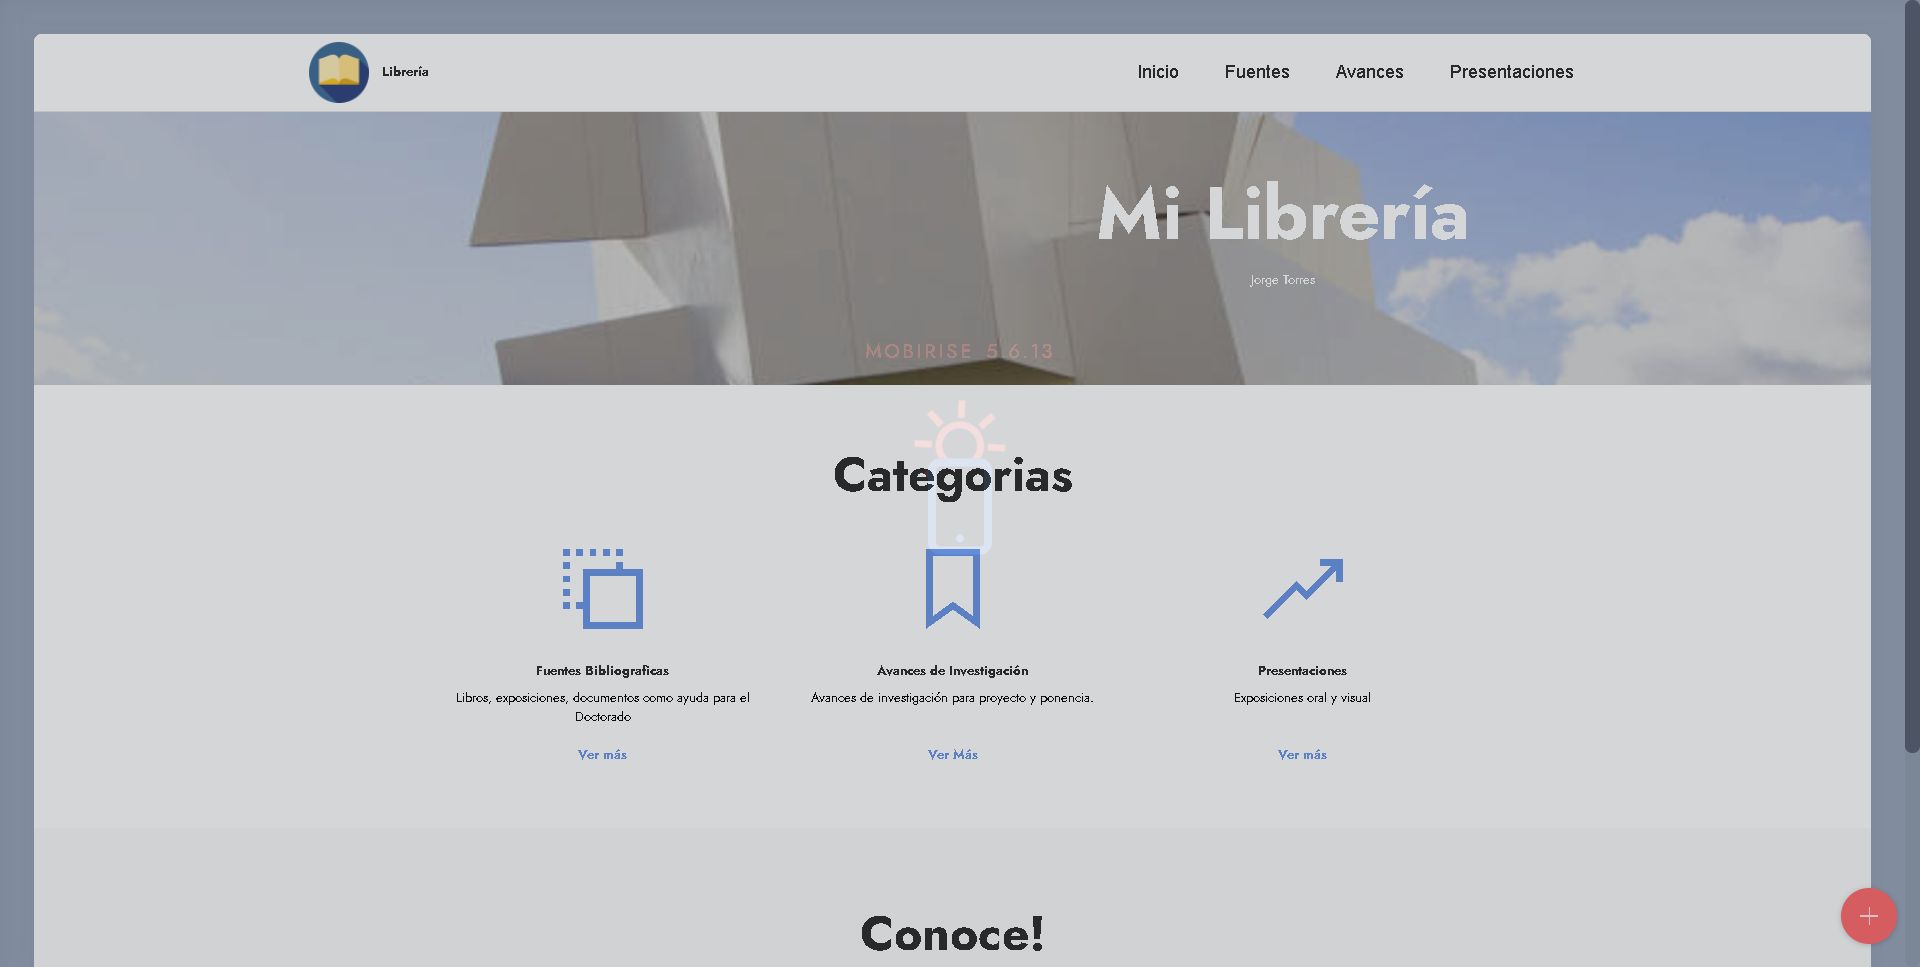 Librería
Inicio Fuentes Avances Presentaciones
Mi Librería
Jorge Torres
MOBIRISE 5.6.13
Categorias
Fuentes Bibliograficas
Libros, exposiciones, documentos como ayuda para el
Doctorado
Ver más
Avances de Investigación
Avances de investigación para proyecto y ponencia.
Ver Más
Presentaciones
Exposiciones oral y visual
Ver más
Conoce!